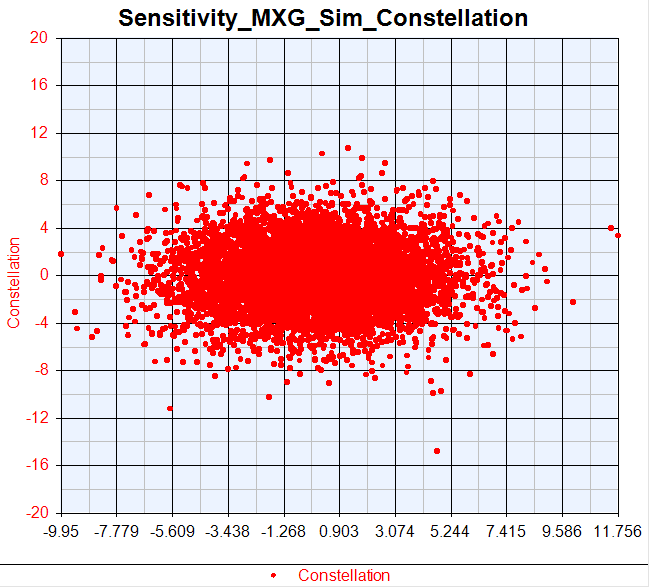 Sensitivity_MXG_Sim_Constellation
20
16
12
8
4
0
-4
-8
-12
-16
-20
Constellation
-9.95 -7.779 -5.609 -3.438 -1.268 0.903 3.074 5.244 7.415 9.586 11.756
Constellation